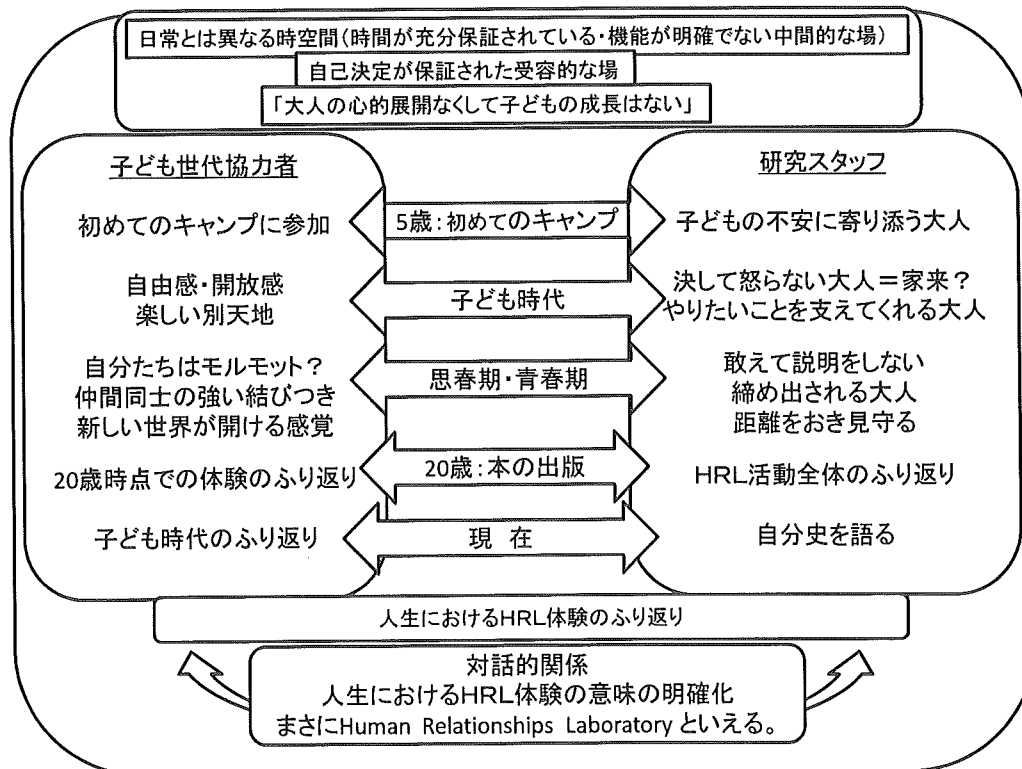 日常とは異なる時空間(時間が充分保証されている・機能が明確でない中間的な場)
自己決定が保証された受容的な場
「大人の心的展開なくして子どもの成長はない」
子ども世代協力者
研究スタッフ
初めてのキャンプに参加
5歳:初めてのキャンプ
子どもの不安に寄り添う大人
自由感・開放感
楽しい別天地
子ども時代
決して怒らない大人=家来?
やりたいことを支えてくれる大人
自分たちはモルモット?
仲間同士の強い結びつき
新しい世界が開ける感覚
思春期・青春期
敢えて説明をしない
締め出される大人
距離をおき見守る
20歳時点での体験のふり返り
20歳:本の出版
HRL活動全体のふり返り
子ども時代のふり返り
現 在
自分史を語る
人生におけるHRL体験のふり返り
対話的関係
人生におけるHRL体験の意味の明確化
まさにHuman Relationships Laboratory といえる。